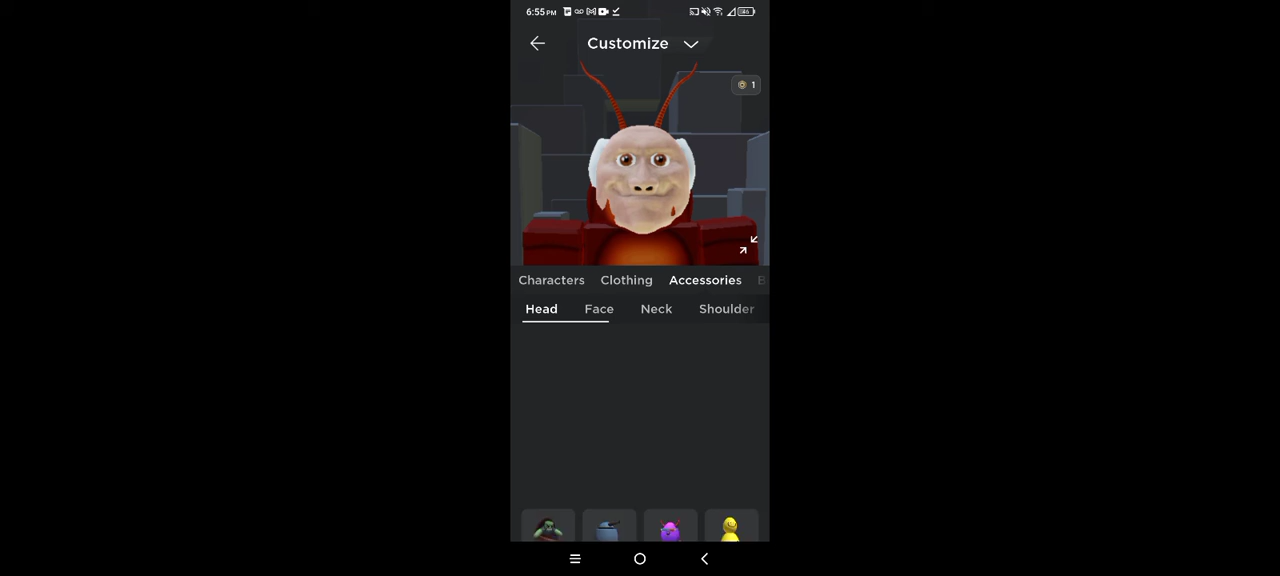 6:55 PM
Customize
1
Characters Clothing Accessories B
Head Face Neck Shoulder